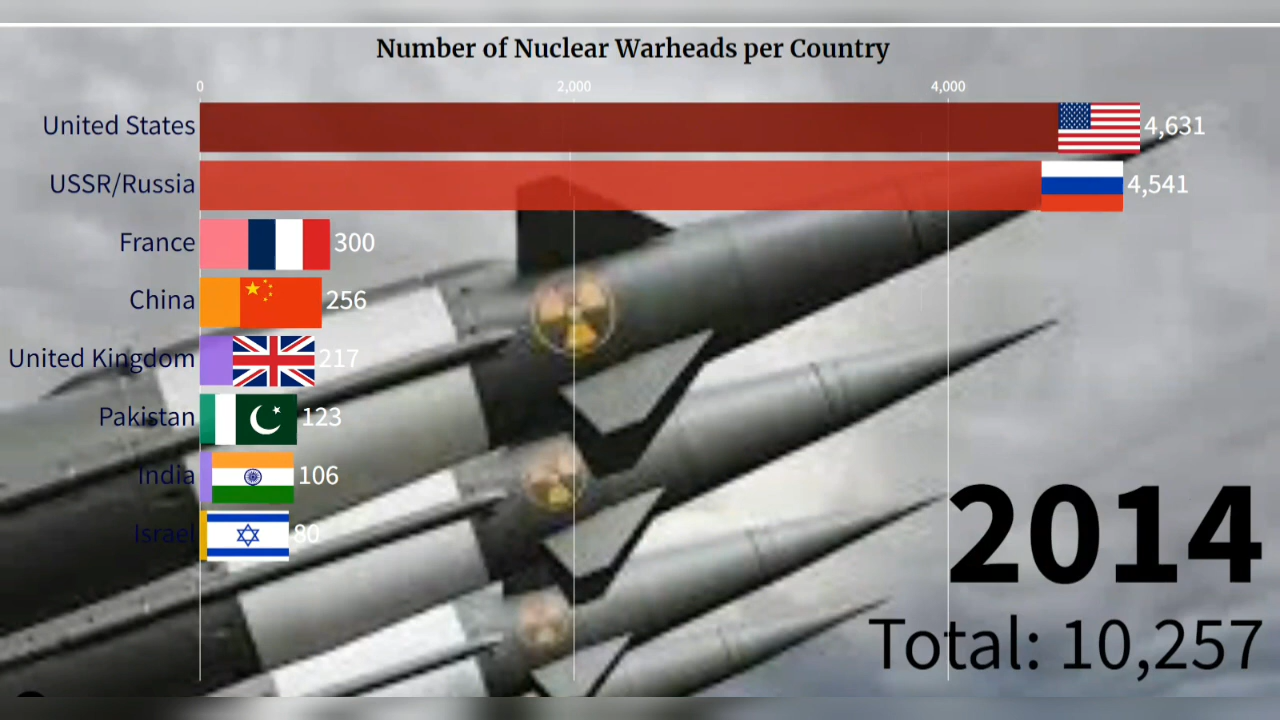 Number of Nuclear Warheads per Country
0 2,000 4,000
United States 4,631
USSR/Russia 4,541
France 300
China 256
United Kingdom 217
Pakistan 123
India 106
Israel 80
2014
Total: 10,257